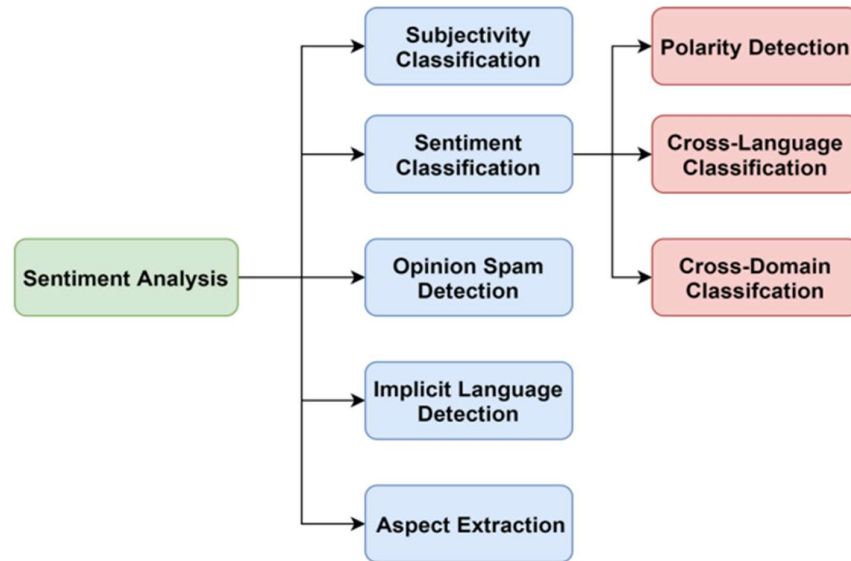 Subjectivity
Classification
Polarity Detection
Sentiment
Classification
Cross-Language
Classification
Sentiment Analysis
Opinion Spam
Detection
Cross-Domain
Classifcation
Implicit Language
Detection
Aspect Extraction